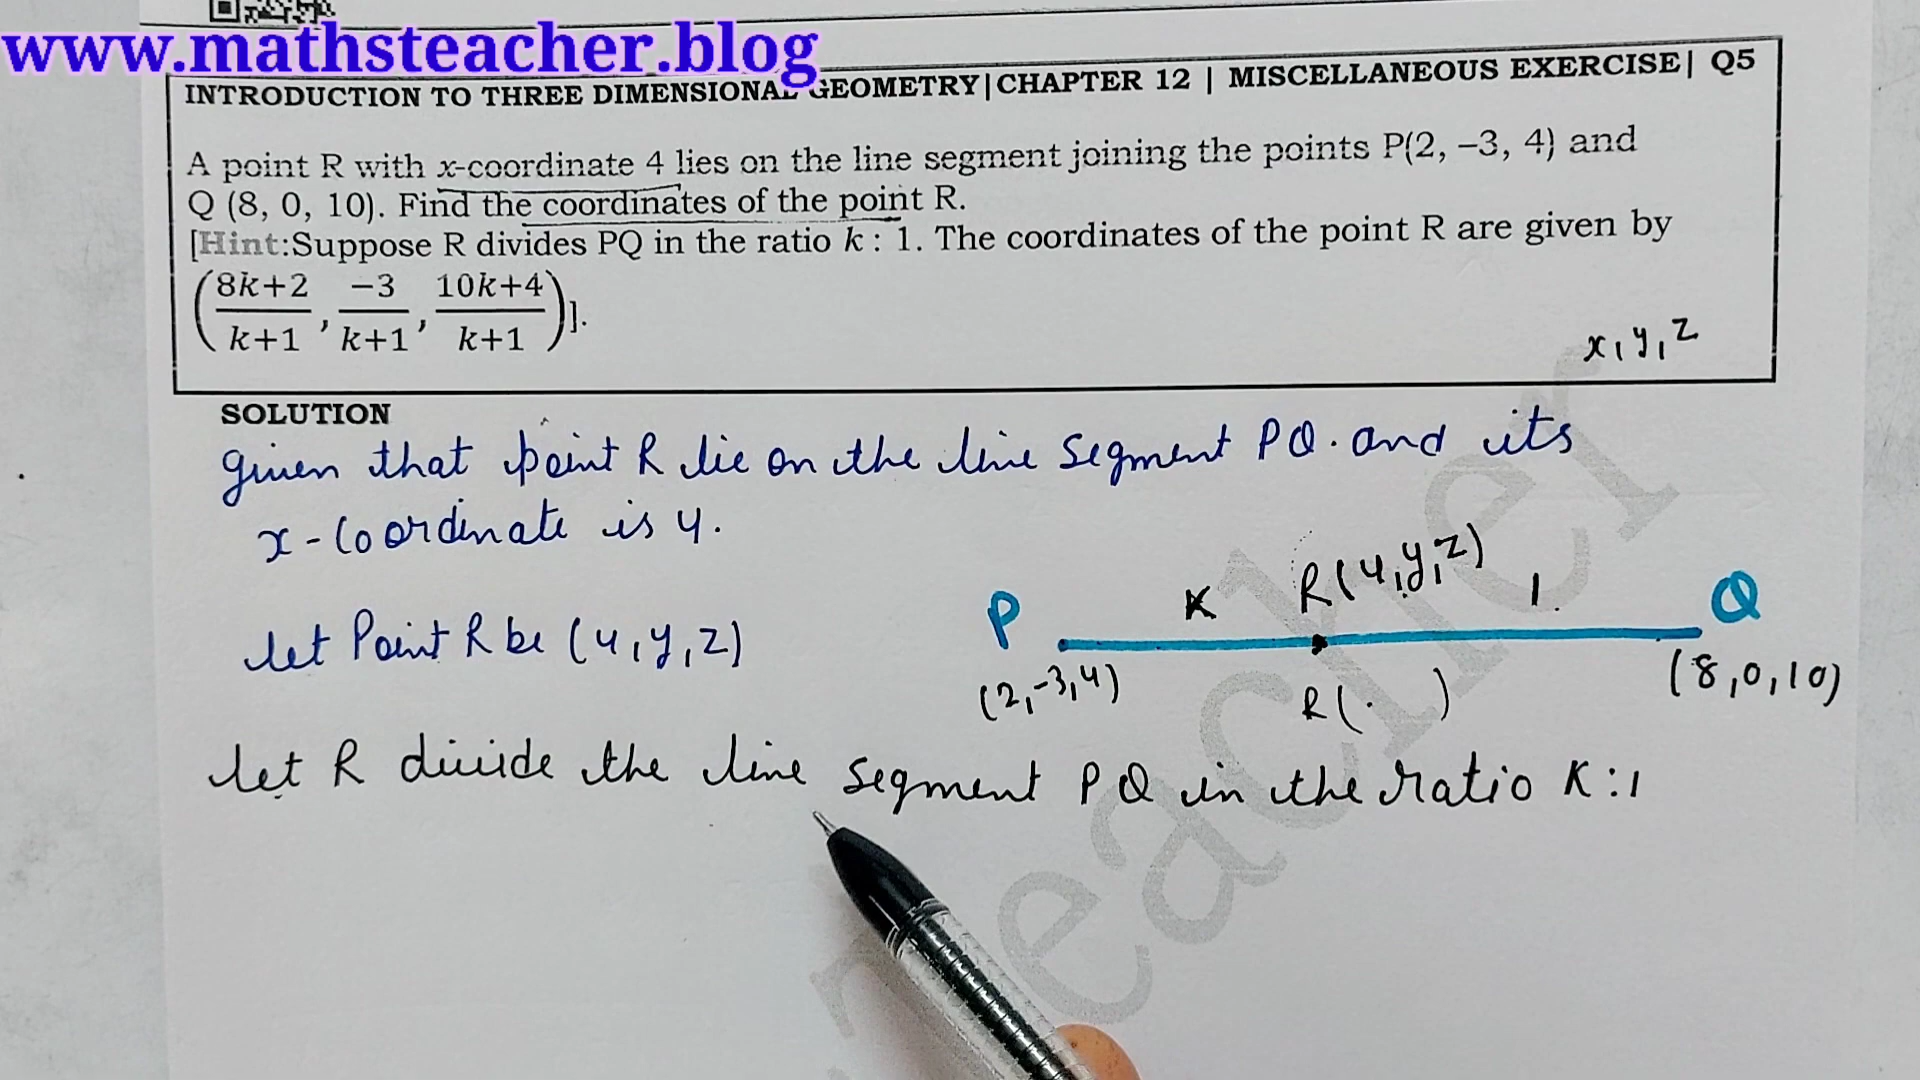 www.mathsteacher.blog
INTRODUCTION TO THREE DIMENSIONAL GEOMETRY|CHAPTER 12 | MISCELLANEOUS EXERCISE| Q5
A point R with x-coordinate 4 lies on the line segment joining the points P(2, –3, 4) and
Q (8, 0, 10). Find the coordinates of the point R.
[Hint:Suppose R divides PQ in the ratio k : 1. The coordinates of the point R are given by
(8k+2/k+1, −3/k+1, 10k+4/k+1)].
x, y, z
SOLUTION
given that point R lie on the line segment PQ. and its
x-coordinate is 4.
let Point R be (4, y, z)
P K R(4, y, z) 1 Q
(2, -3, 4) R( . ) (8, 0, 10)
let R divide the line segment PQ in the ratio K:1
eacher